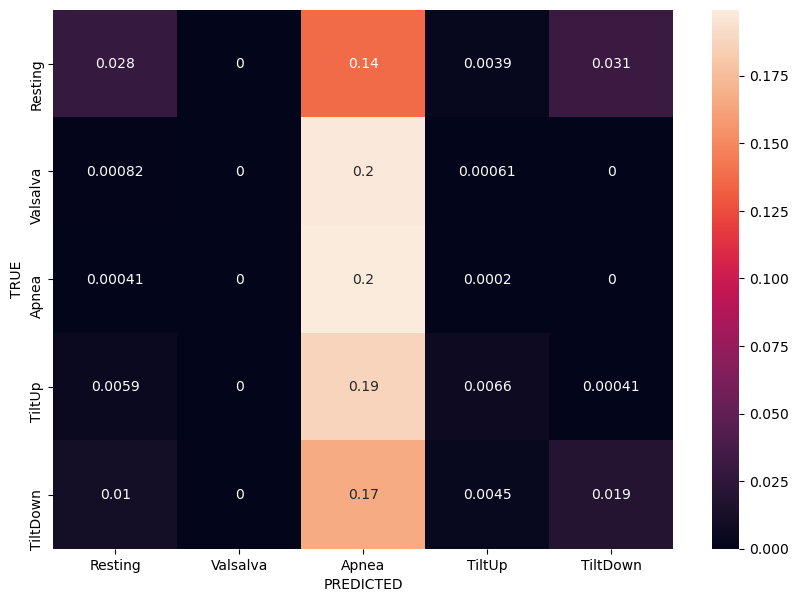 Resting 0.028 0 0.14 0.0039 0.031
Valsalva 0.00082 0 0.2 0.00061 0
Apnea 0.00041 0 0.2 0.0002 0
TiltUp 0.0059 0 0.19 0.0066 0.00041
TiltDown 0.01 0 0.17 0.0045 0.019
TRUE
Resting Valsalva Apnea TiltUp TiltDown
PREDICTED
0.175
0.150
0.125
0.100
0.075
0.050
0.025
0.000